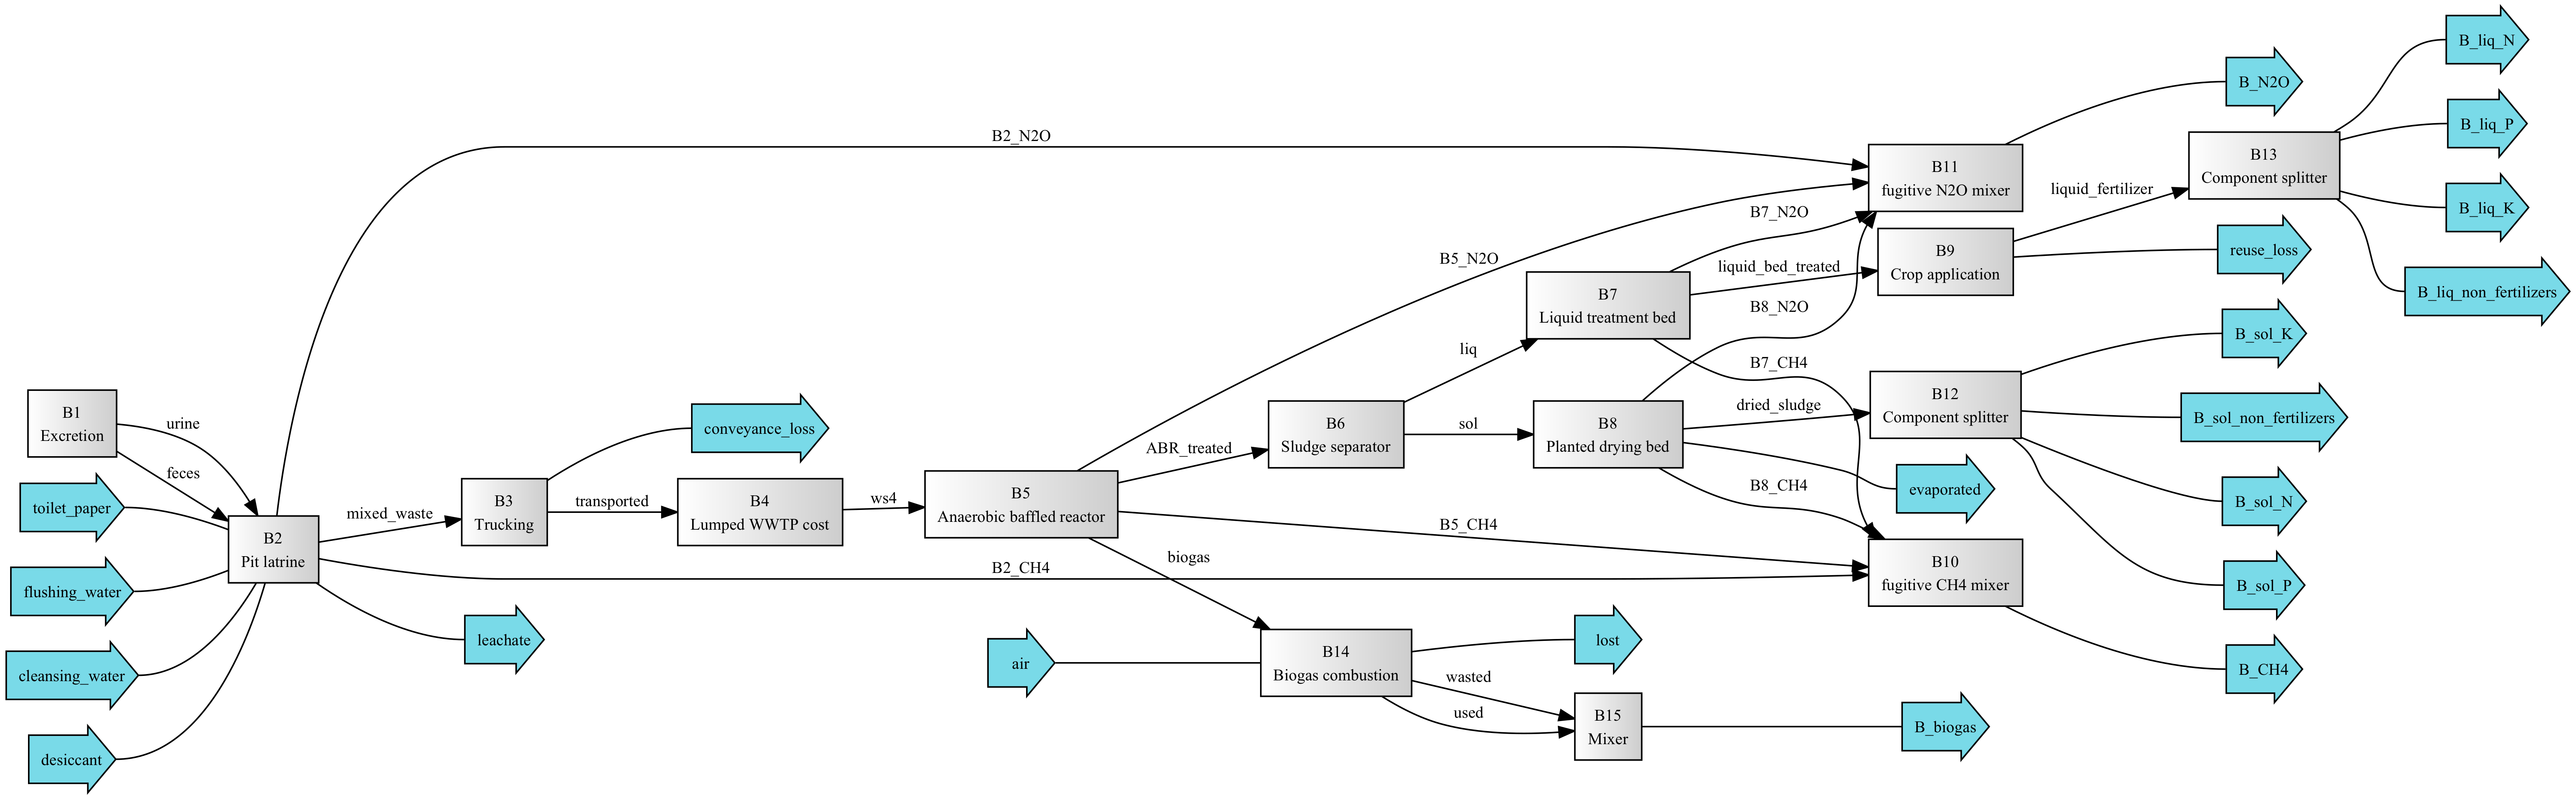 B1
Excretion
urine
feces
toilet_paper
flushing_water
cleansing_water
desiccant
B2
Pit latrine
B2_N2O
mixed_waste
B2_CH4
leachate
B3
Trucking
conveyance_loss
transported
B4
Lumped WWTP cost
ws4
B5
Anaerobic baffled reactor
B5_N2O
ABR_treated
B5_CH4
biogas
air
B6
Sludge separator
liq
sol
B14
Biogas combustion
lost
wasted
used
B15
Mixer
B_biogas
B7
Liquid treatment bed
B7_N2O
liquid_bed_treated
B8_N2O
B7_CH4
B8
Planted drying bed
dried_sludge
B8_CH4
evaporated
B11
fugitive N2O mixer
B_N2O
B9
Crop application
liquid_fertilizer
reuse_loss
B13
Component splitter
B_liq_N
B_liq_P
B_liq_K
B_liq_non_fertilizers
B12
Component splitter
B_sol_K
B_sol_non_fertilizers
B_sol_N
B_sol_P
B10
fugitive CH4 mixer
B_CH4